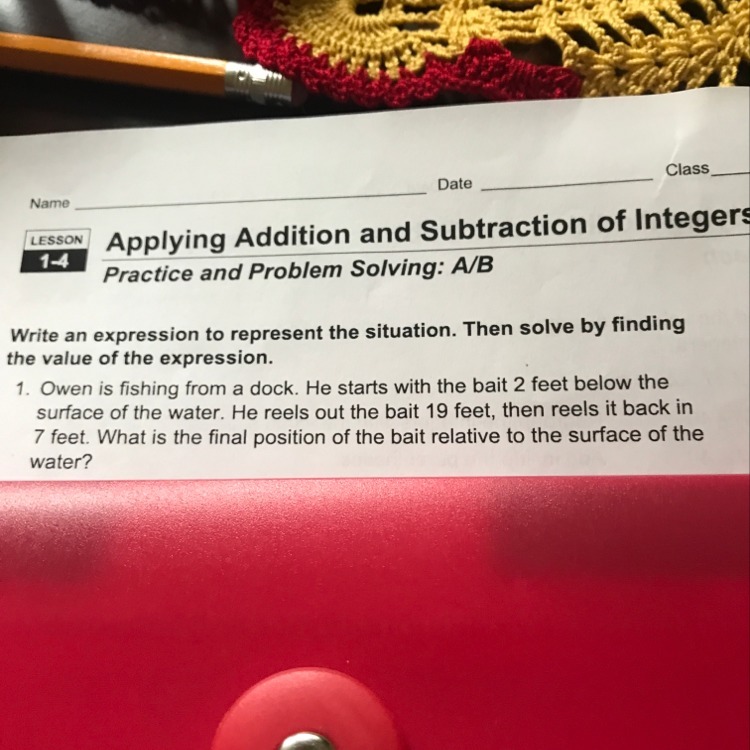 Name Date Class
LESSON
1-4
Applying Addition and Subtraction of Integers
Practice and Problem Solving: A/B
Write an expression to represent the situation. Then solve by finding
the value of the expression.
1. Owen is fishing from a dock. He starts with the bait 2 feet below the
surface of the water. He reels out the bait 19 feet, then reels it back in
7 feet. What is the final position of the bait relative to the surface of the
water?